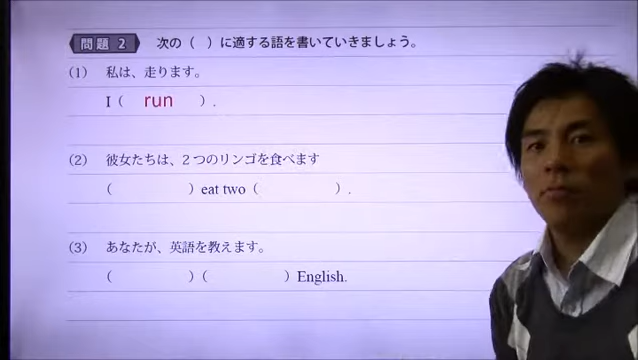 問題 2 次の（ ）に適する語を書いていきましょう。
(1) 私は、走ります。
I（ run ）.
(2) 彼女たちは、２つのリンゴを食べます
（ ）eat two（ ）.
(3) あなたが、英語を教えます。
（ ）（ ）English.